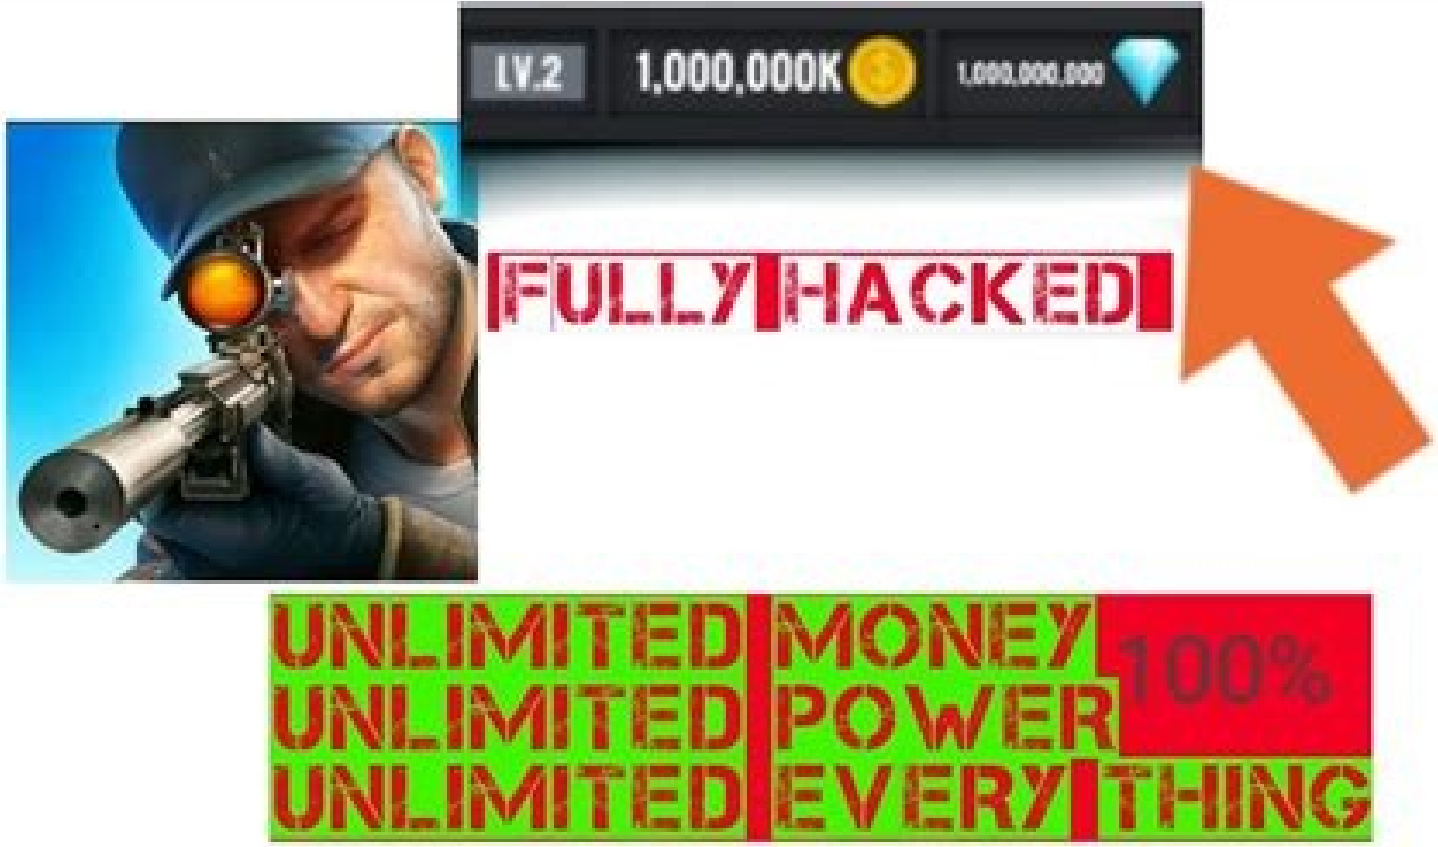 LV.2 1,000,000K 1,000,000,000
FULLY HACKED
UNLIMITED MONEY 100%
UNLIMITED POWER
UNLIMITED EVERY THING